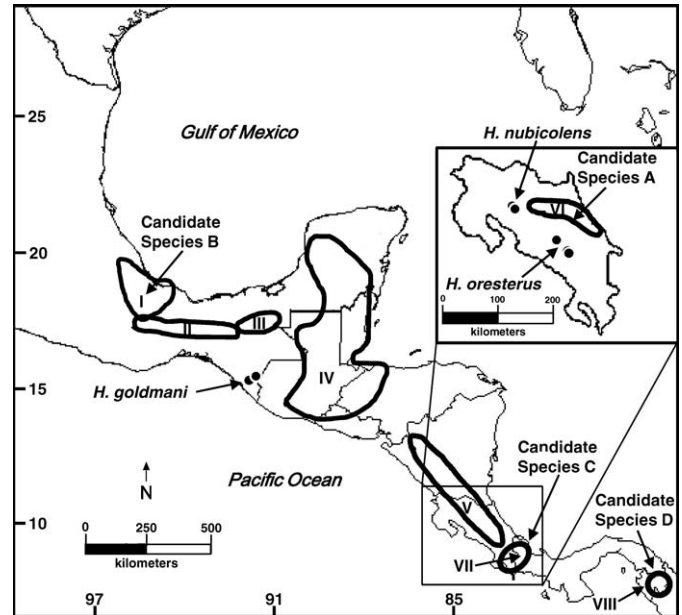 25
20
15
10
97
91
85
Gulf of Mexico
H. nubicolens
Candidate
Species A
VI
H. oresterus
0 100 200
kilometers
Candidate
Species B
I
II
III
IV
H. goldmani
N
Pacific Ocean
0 250 500
kilometers
V
Candidate
Species C
VII
Candidate
Species D
VIII